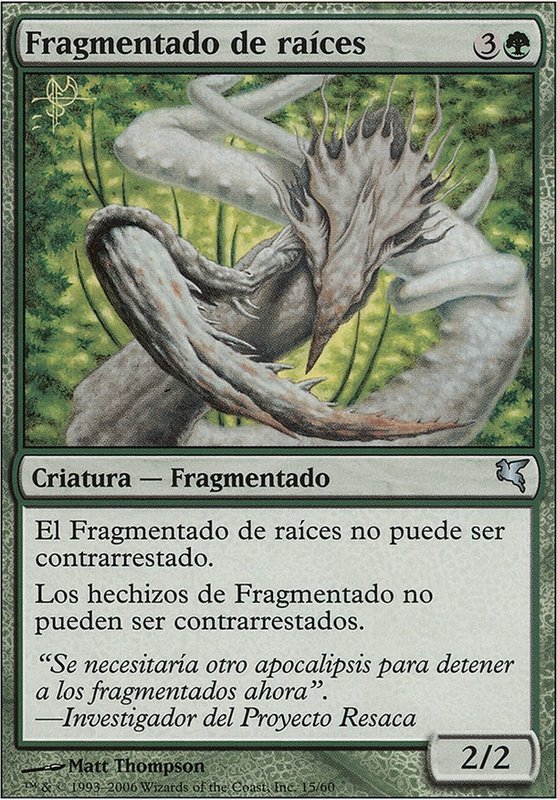 Fragmentado de raíces 3
Criatura — Fragmentado
El Fragmentado de raíces no puede ser
contrarrestado.
Los hechizos de Fragmentado no
pueden ser contrarrestados.
“Se necesitaría otro apocalipsis para detener
a los fragmentados ahora”.
—Investigador del Proyecto Resaca
2/2
Matt Thompson
™ & © 1993–2006 Wizards of the Coast, Inc. 15/60